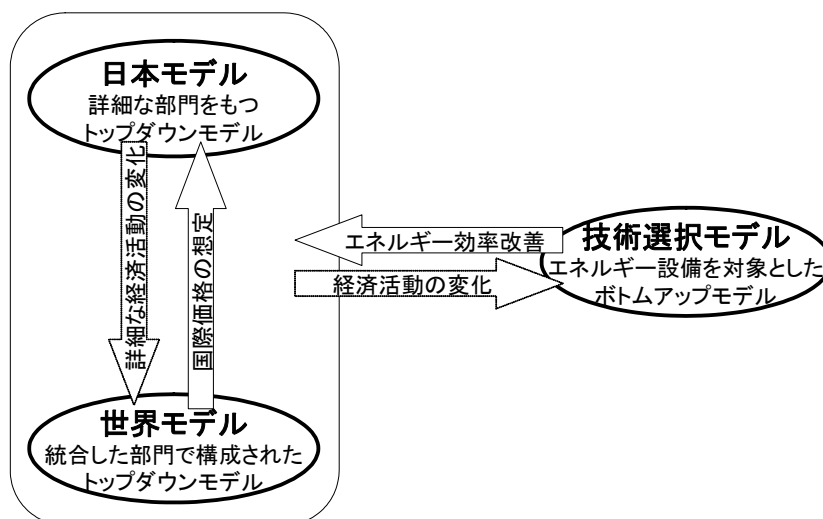 日本モデル
詳細な部門をもつ
トップダウンモデル
詳細な経済活動の変化
国際価格の想定
エネルギー効率改善
経済活動の変化
技術選択モデル
エネルギー設備を対象とした
ボトムアップモデル
世界モデル
統合した部門で構成された
トップダウンモデル